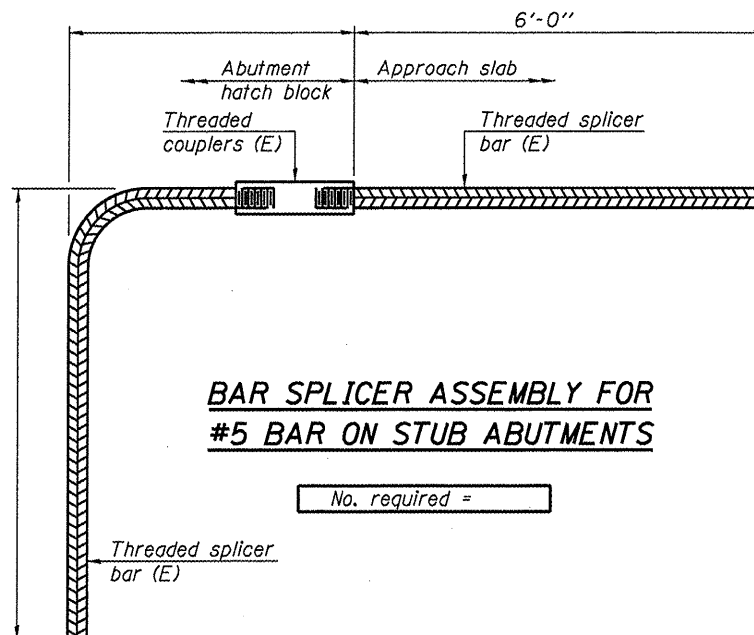 6'-0"
Abutment
hatch block
Approach slab
Threaded
couplers (E)
Threaded splicer
bar (E)
BAR SPLICER ASSEMBLY FOR
#5 BAR ON STUB ABUTMENTS
No. required =
Threaded splicer
bar (E)